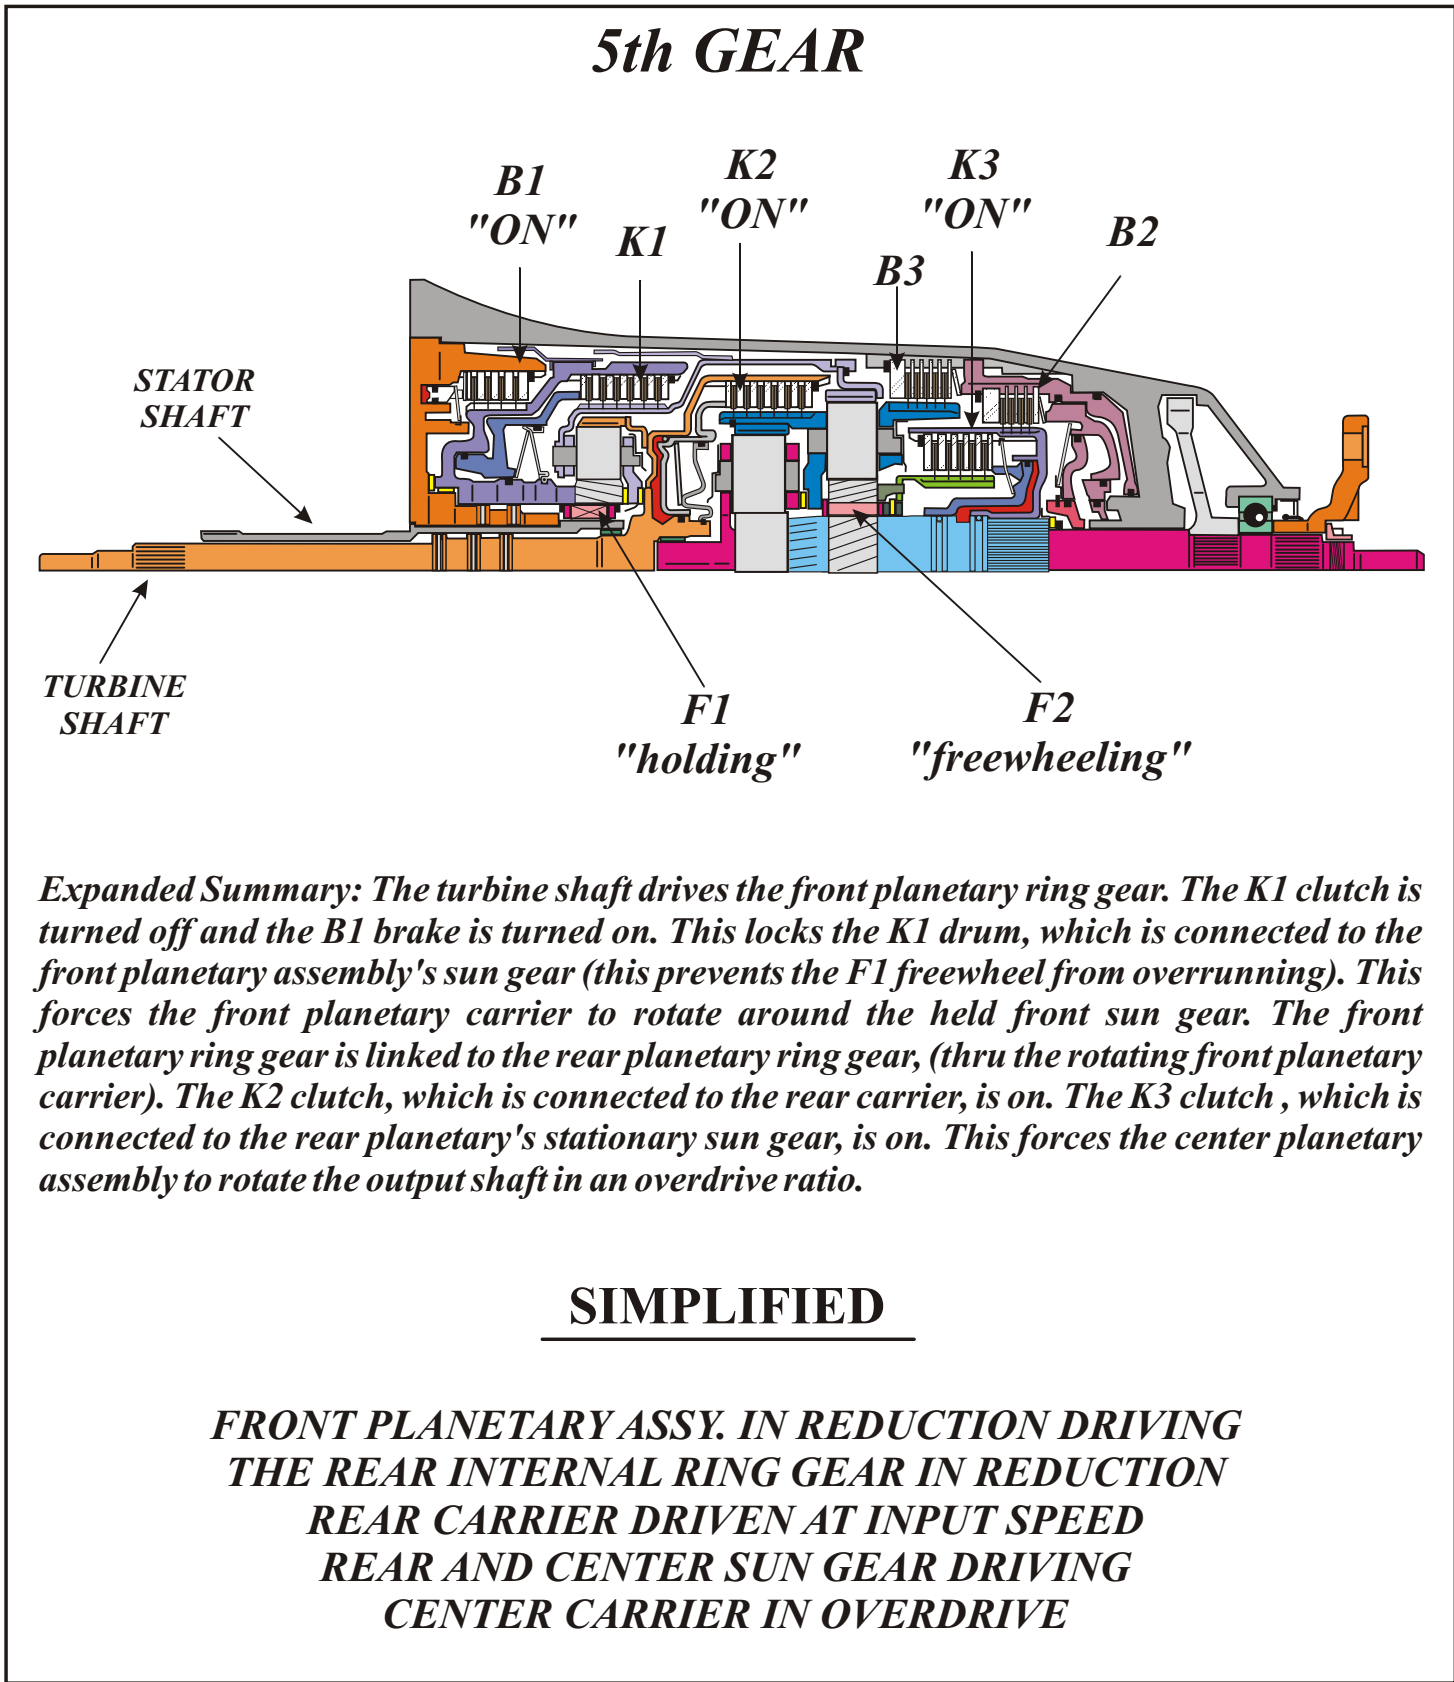 5th GEAR
B1
"ON"
K1
K2
"ON"
K3
"ON"
B3
B2
STATOR
SHAFT
TURBINE
SHAFT
F1
"holding"
F2
"freewheeling"
Expanded Summary: The turbine shaft drives the front planetary ring gear. The K1 clutch is
turned off and the B1 brake is turned on. This locks the K1 drum, which is connected to the
front planetary assembly's sun gear (this prevents the F1 freewheel from overrunning). This
forces the front planetary carrier to rotate around the held front sun gear. The front
planetary ring gear is linked to the rear planetary ring gear, (thru the rotating front planetary
carrier). The K2 clutch, which is connected to the rear carrier, is on. The K3 clutch , which is
connected to the rear planetary's stationary sun gear, is on. This forces the center planetary
assembly to rotate the output shaft in an overdrive ratio.
SIMPLIFIED
FRONT PLANETARY ASSY. IN REDUCTION DRIVING
THE REAR INTERNAL RING GEAR IN REDUCTION
REAR CARRIER DRIVEN AT INPUT SPEED
REAR AND CENTER SUN GEAR DRIVING
CENTER CARRIER IN OVERDRIVE